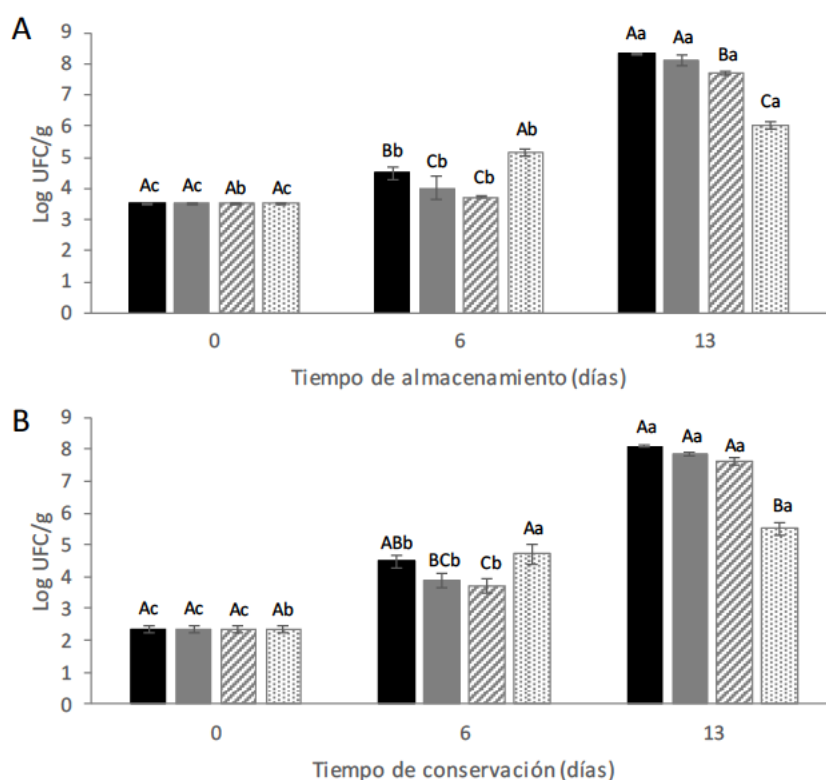 A
Log UFC/g
9
8
7
6
5
4
3
2
1
0
Ac Ac Ab Ac
Bb Cb Cb Ab
Aa Aa Ba Ca
0 6 13
Tiempo de almacenamiento (días)
B
Log UFC/g
9
8
7
6
5
4
3
2
1
0
Ac Ac Ac Ab
ABb BCb Cb Aa
Aa Aa Aa Ba
0 6 13
Tiempo de conservación (días)